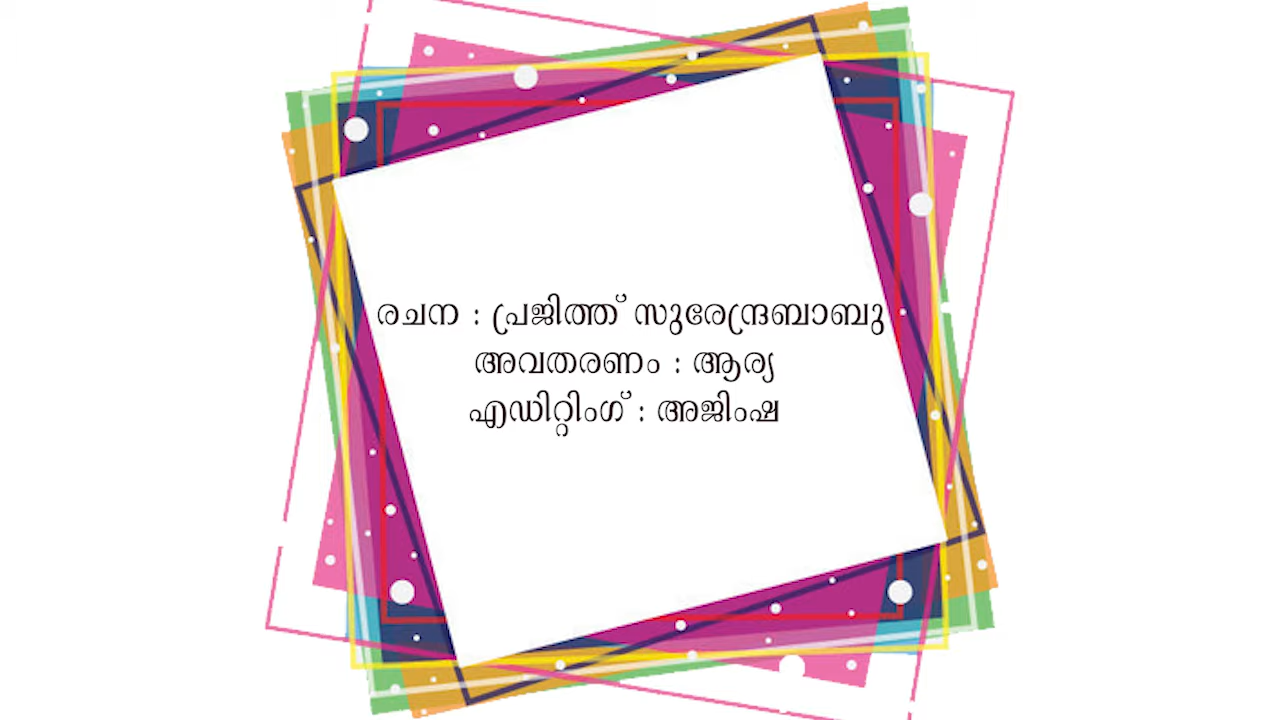 രചന : പ്രജിത്ത് സുരേന്ദ്രബാബു
അവതരണം : ആര്യ
എഡിറ്റിംഗ് : അജിംഷ